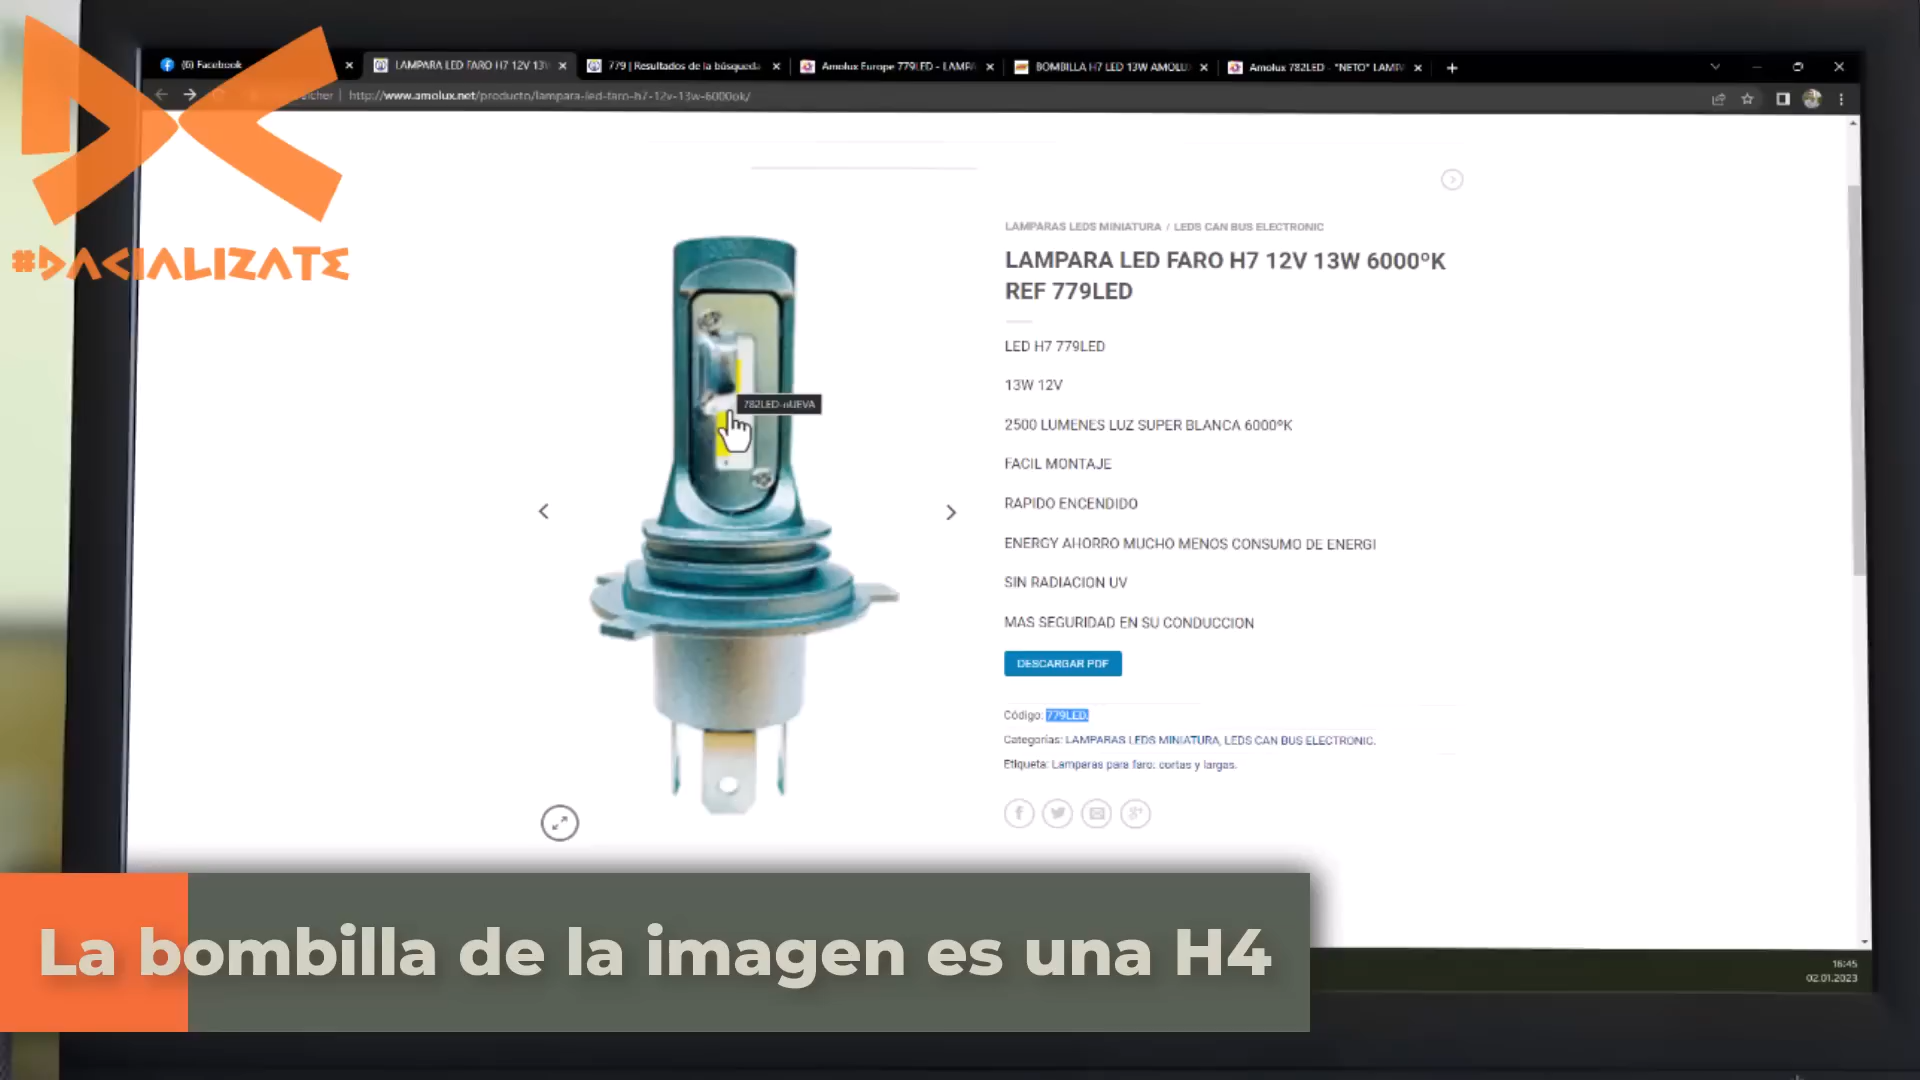 (6) Facebook
LAMPARA LED FARO H7 12V 13W
779 | Resultados de la búsqueda
Amolux Europe 779LED - LAMPA
BOMBILLA H7 LED 13W AMOLUX
Amolux 782LED - "NETO" LAMP
http://www.amolux.net/producto/lampara-led-faro-h7-12v-13w-6000ok/
#DACIALIZATE
LAMPARAS LEDS MINIATURA / LEDS CAN BUS ELECTRONIC
LAMPARA LED FARO H7 12V 13W 6000ºK
REF 779LED
LED H7 779LED
13W 12V
782LED-nUEVA
2500 LUMENES LUZ SUPER BLANCA 6000ºK
FACIL MONTAJE
RAPIDO ENCENDIDO
ENERGY AHORRO MUCHO MENOS CONSUMO DE ENERGI
SIN RADIACION UV
MAS SEGURIDAD EN SU CONDUCCION
DESCARGAR PDF
Código: 779LED.
Categorías: LAMPARAS LEDS MINIATURA, LEDS CAN BUS ELECTRONIC.
Etiqueta: Lamparas para faro: cortas y largas.
La bombilla de la imagen es una H4
16:45
02.01.2023